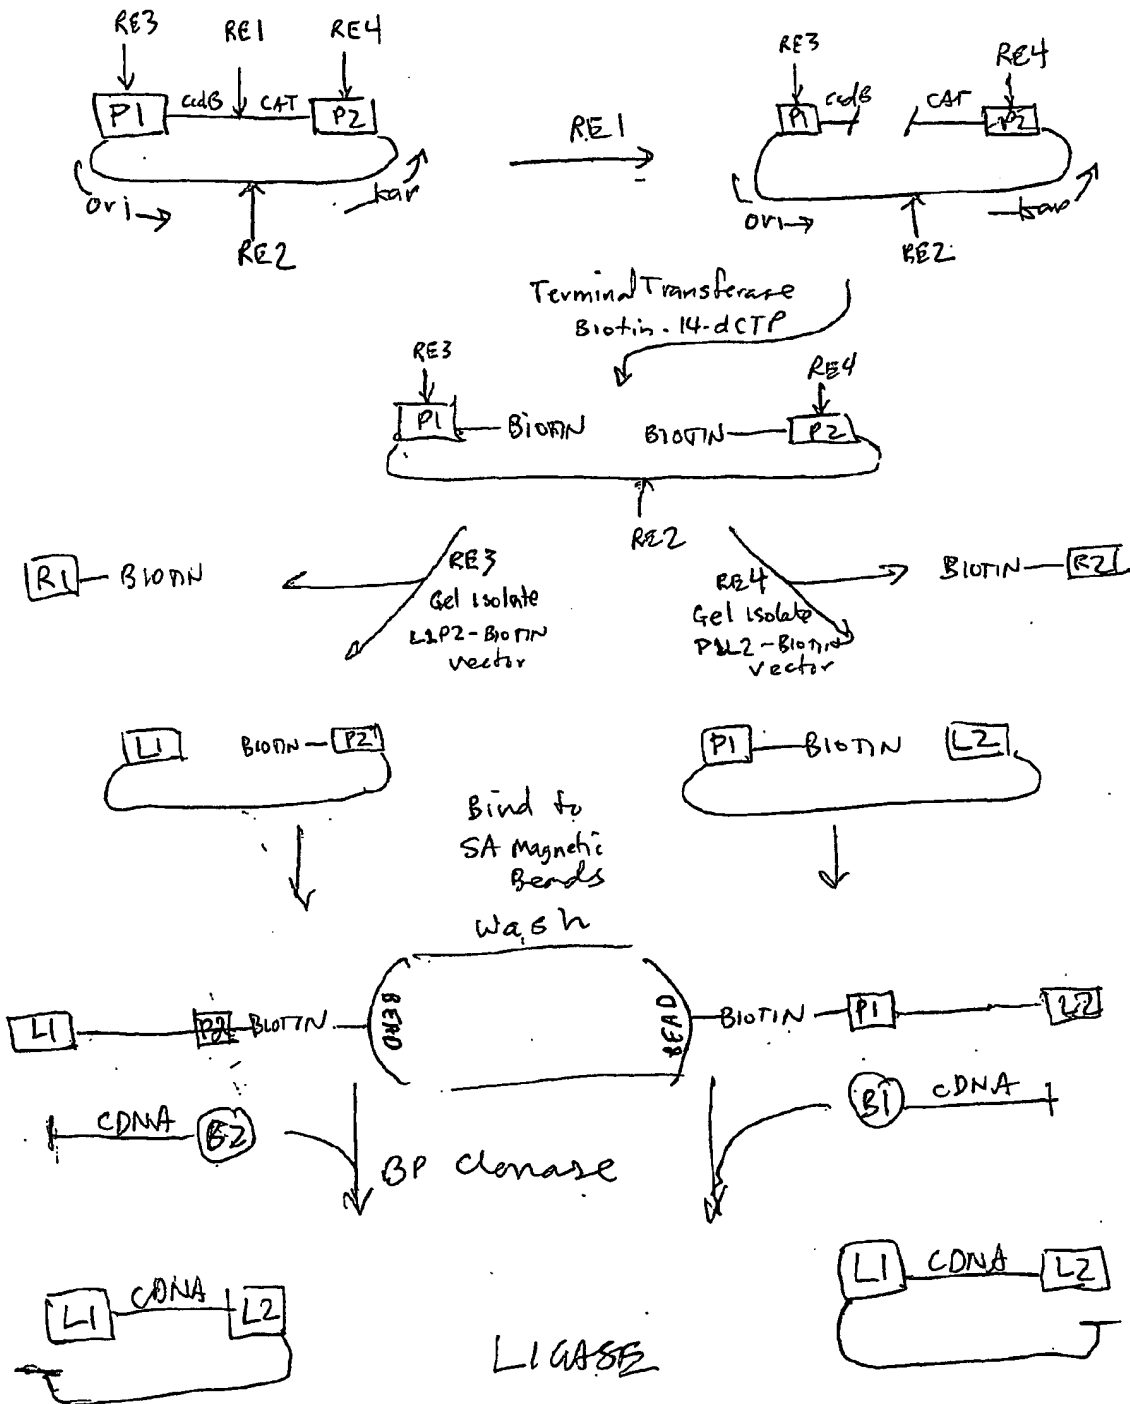 RE3 RE1 RE4
P1 ccdB CAT P2
ori kan
RE2
RE1
RE3 RE4
P1 ccdB CAT P2
ori kan
RE2
Terminal Transferase
Biotin-14-dCTP
RE3 RE4
P1 BIOTIN BIOTIN P2
RE2
R1 BIOTIN
RE3
Gel isolate
L1P2-BIOTIN
vector
RE4
Gel isolate
P1L2-BIOTIN
vector
BIOTIN R2
L1 BIOTIN P2
P1 BIOTIN L2
Bind to
SA Magnetic
Beads
Wash
L1 P2 BIOTIN BEAD
BEAD BIOTIN P1 L2
CDNA B2
B1 CDNA
BP Clonase
L1 CDNA L2
L1 CDNA L2
LIGASE